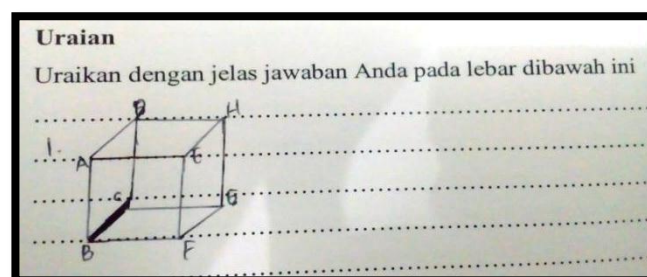 Uraian
Uraikan dengan jelas jawaban Anda pada lebar dibawah ini
B H
1. A E
C G
B F